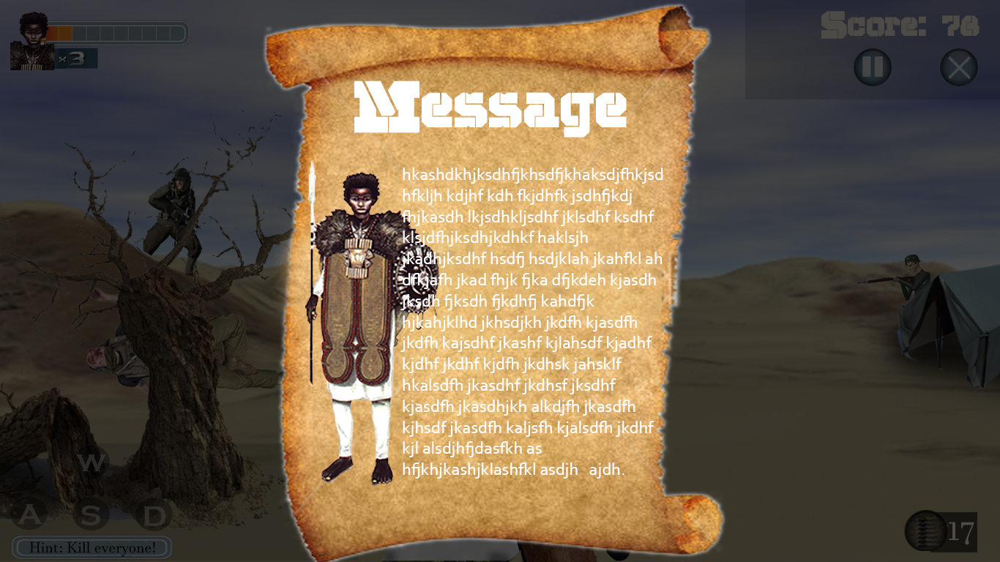 Score: 78
×3
Message
hkashdkhjksdhfjkhsdfjkhaksdjfhkjsd
hfkljh kdjhf kdh fkjdhfk jsdhfjkdj
fhjkasdh lkjsdhkljsdhf jklsdhf ksdhf
klsjdfhjksdhjkdhkf haklsjh
jkadhjksdhf hsdfj hsdjklah jkahfkl ah
dfkjafh jkad fhjk fjka dfjkdeh kjasdh
jksdh fjksdh fjkdhfj kahdfjk
hjkahjklhd jkhsdjkh jkdfh kjasdfh
jkdfh kajsdhf jkashf kjlahsdf kjadhf
kjdhf jkdhf kjdfh jkdhsk jahsklf
hkalsdfh jkasdhf jkdhsf jksdhf
kjasdfh jkasdhjkh alkdjfh jkasdfh
kjhsdf jkasdfh kaljsfh kjalsdfh jkdhf
kjl alsdjhfjdasfkh as
hfjkhjkashjklashfkl asdjh ajdh.
W
A S D
Hint: Kill everyone!
17